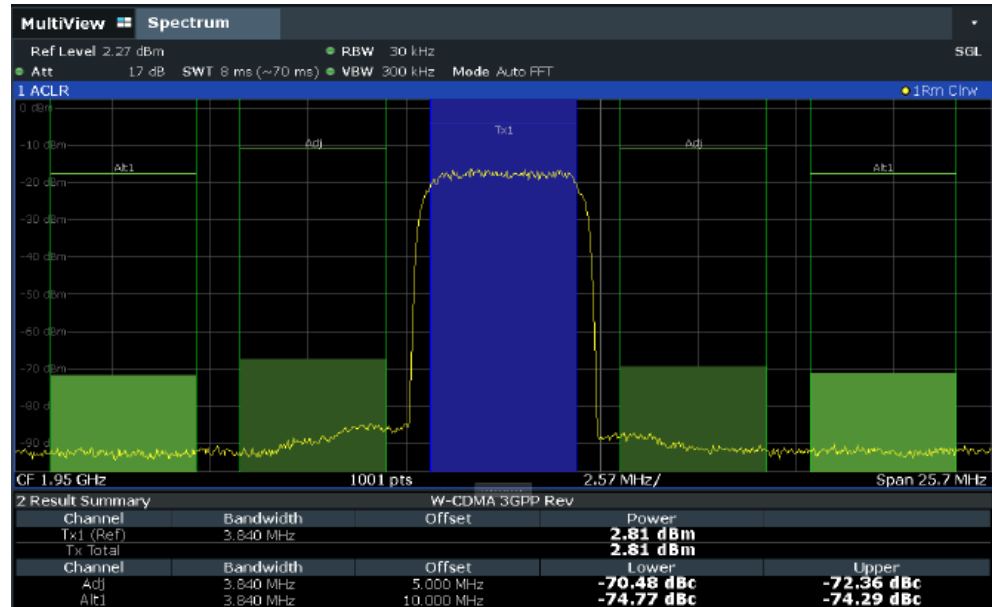 MultiView Spectrum
Ref Level 2.27 dBm RBW 30 kHz SGL
Att 17 dB SWT 8 ms (~70 ms) VBW 300 kHz Mode Auto FFT
1 ACLR 1Rm Clrw
0 dBm
Tx1
-10 dBm Adj Adj
Alt1 Alt1
-20 dBm
-30 dBm
-40 dBm
-50 dBm
-60 dBm
-70 dBm
-80 d
-90 d
CF 1.95 GHz 1001 pts 2.57 MHz/ Span 25.7 MHz
2 Result Summary W-CDMA 3GPP Rev
Channel Bandwidth Offset Power
Tx1 (Ref) 3.840 MHz 2.81 dBm
Tx Total 2.81 dBm
Channel Bandwidth Offset Lower Upper
Adj 3.840 MHz 5.000 MHz -70.48 dBc -72.36 dBc
Alt1 3.840 MHz 10.000 MHz -74.77 dBc -74.29 dBc